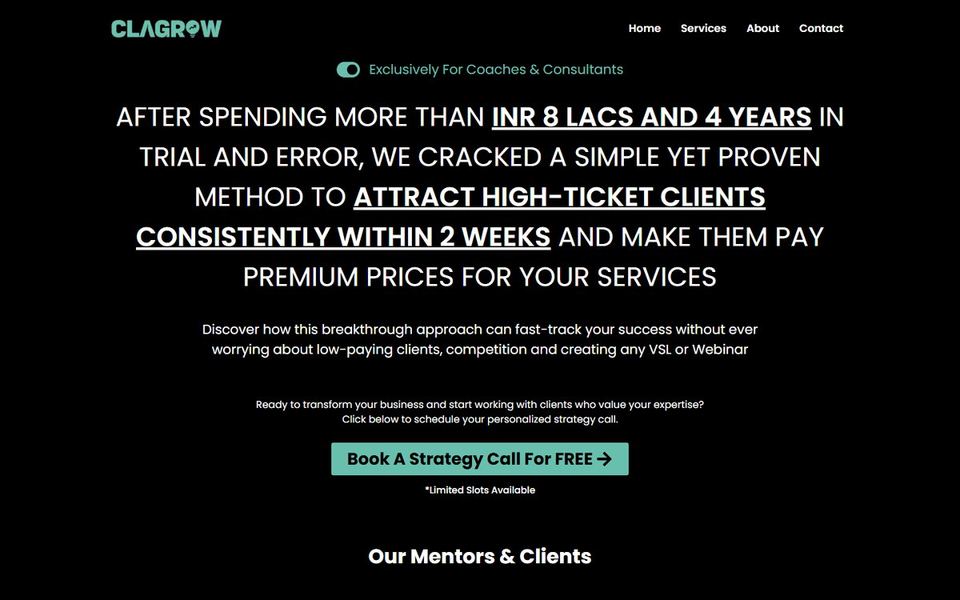 CLAGROW
Home Services About Contact
Exclusively For Coaches & Consultants
AFTER SPENDING MORE THAN INR 8 LACS AND 4 YEARS IN
TRIAL AND ERROR, WE CRACKED A SIMPLE YET PROVEN
METHOD TO ATTRACT HIGH-TICKET CLIENTS
CONSISTENTLY WITHIN 2 WEEKS AND MAKE THEM PAY
PREMIUM PRICES FOR YOUR SERVICES
Discover how this breakthrough approach can fast-track your success without ever
worrying about low-paying clients, competition and creating any VSL or Webinar
Ready to transform your business and start working with clients who value your expertise?
Click below to schedule your personalized strategy call.
Book A Strategy Call For FREE →
*Limited Slots Available
Our Mentors & Clients